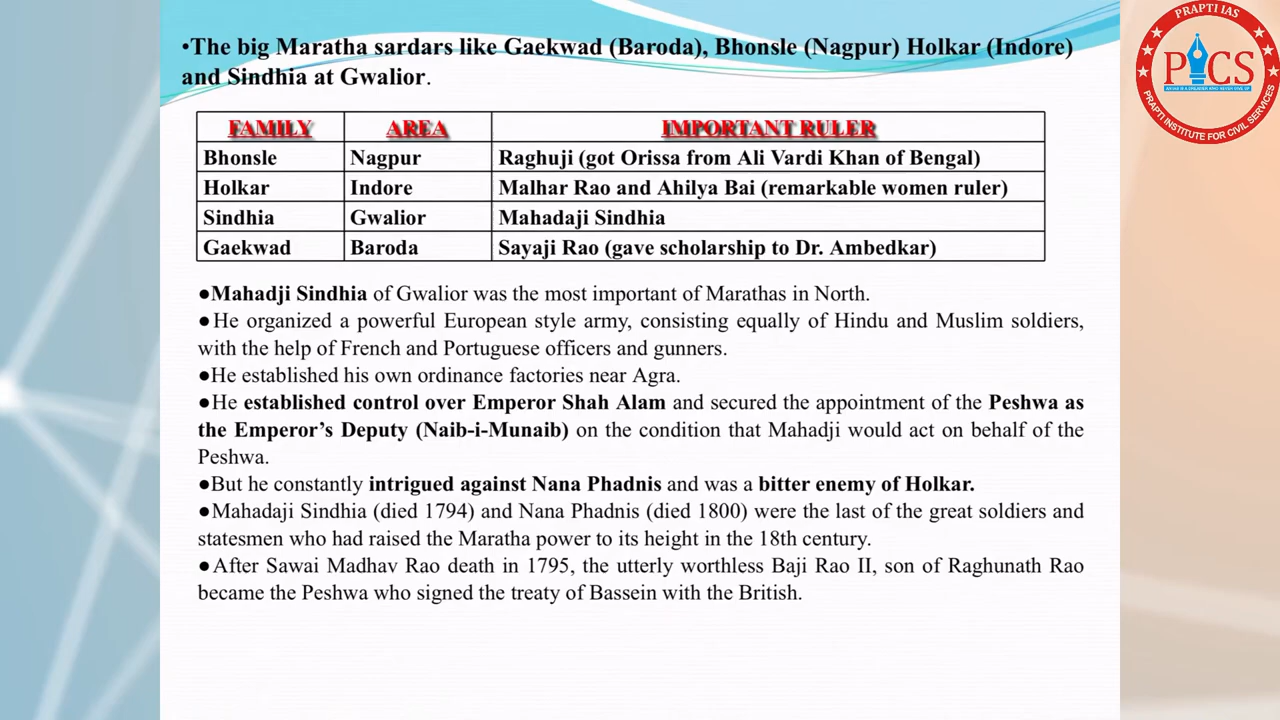 •The big Maratha sardars like Gaekwad (Baroda), Bhonsle (Nagpur) Holkar (Indore)
and Sindhia at Gwalior.
FAMILY AREA IMPORTANT RULER
Bhonsle Nagpur Raghuji (got Orissa from Ali Vardi Khan of Bengal)
Holkar Indore Malhar Rao and Ahilya Bai (remarkable women ruler)
Sindhia Gwalior Mahadaji Sindhia
Gaekwad Baroda Sayaji Rao (gave scholarship to Dr. Ambedkar)
●Mahadji Sindhia of Gwalior was the most important of Marathas in North.
●He organized a powerful European style army, consisting equally of Hindu and Muslim soldiers,
with the help of French and Portuguese officers and gunners.
●He established his own ordinance factories near Agra.
●He established control over Emperor Shah Alam and secured the appointment of the Peshwa as
the Emperor's Deputy (Naib-i-Munaib) on the condition that Mahadji would act on behalf of the
Peshwa.
●But he constantly intrigued against Nana Phadnis and was a bitter enemy of Holkar.
●Mahadaji Sindhia (died 1794) and Nana Phadnis (died 1800) were the last of the great soldiers and
statesmen who had raised the Maratha power to its height in the 18th century.
●After Sawai Madhav Rao death in 1795, the utterly worthless Baji Rao II, son of Raghunath Rao
became the Peshwa who signed the treaty of Bassein with the British.
PRAPTI IAS
PICS
PRAPTI INSTITUTE FOR CIVIL SERVICES